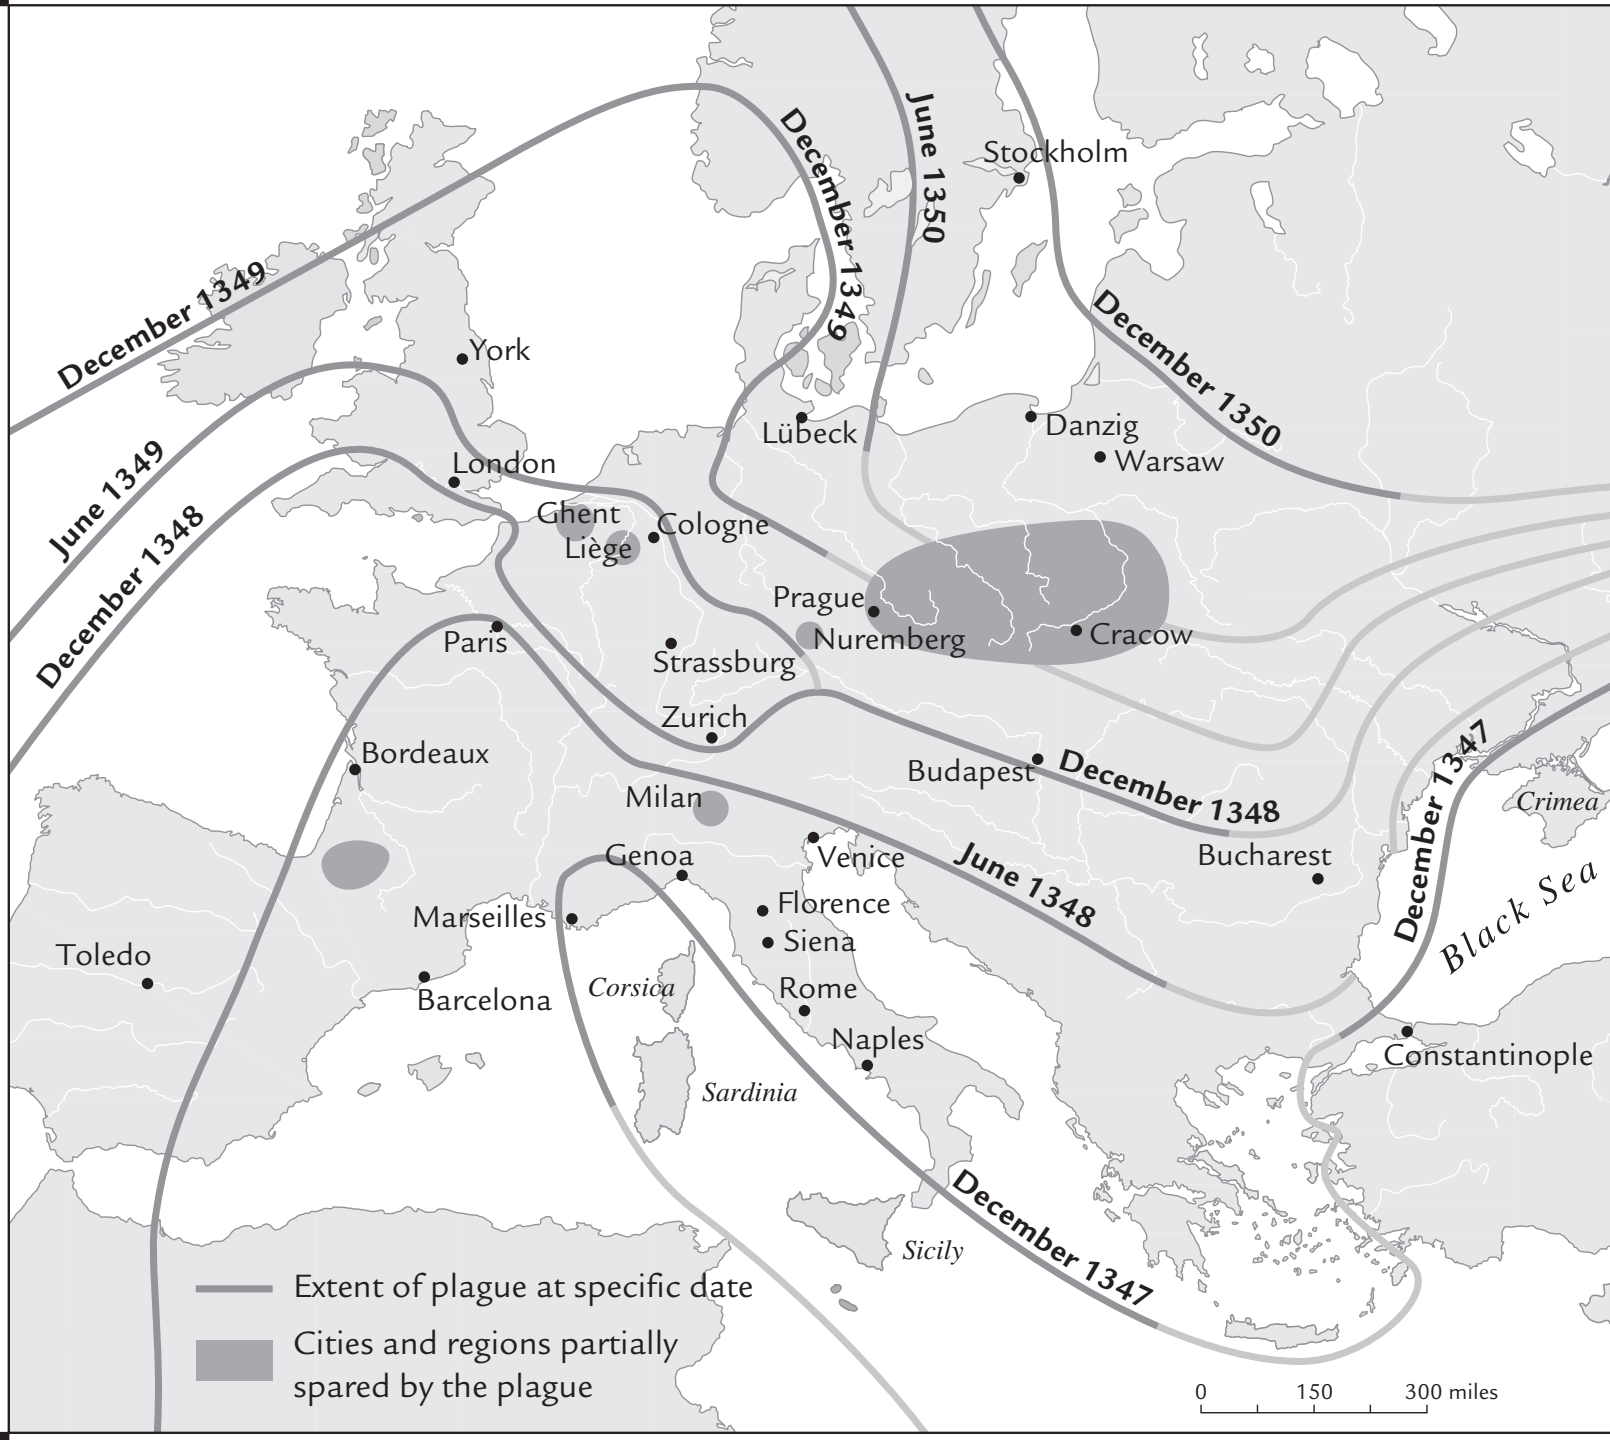 December 1349
June 1350
Stockholm
December 1349
York
December 1350
Lübeck
Danzig
Warsaw
June 1349
London
December 1348
Ghent
Cologne
Liège
Prague
Nuremberg
Cracow
Paris
Strassburg
Zurich
Bordeaux
Budapest
December 1348
December 1347
Crimea
Milan
Genoa
Venice
June 1348
Bucharest
Black Sea
Marseilles
Florence
Siena
Toledo
Barcelona
Corsica
Rome
Naples
Constantinople
Sardinia
December 1347
Sicily
Extent of plague at specific date
Cities and regions partially
spared by the plague
0 150 300 miles